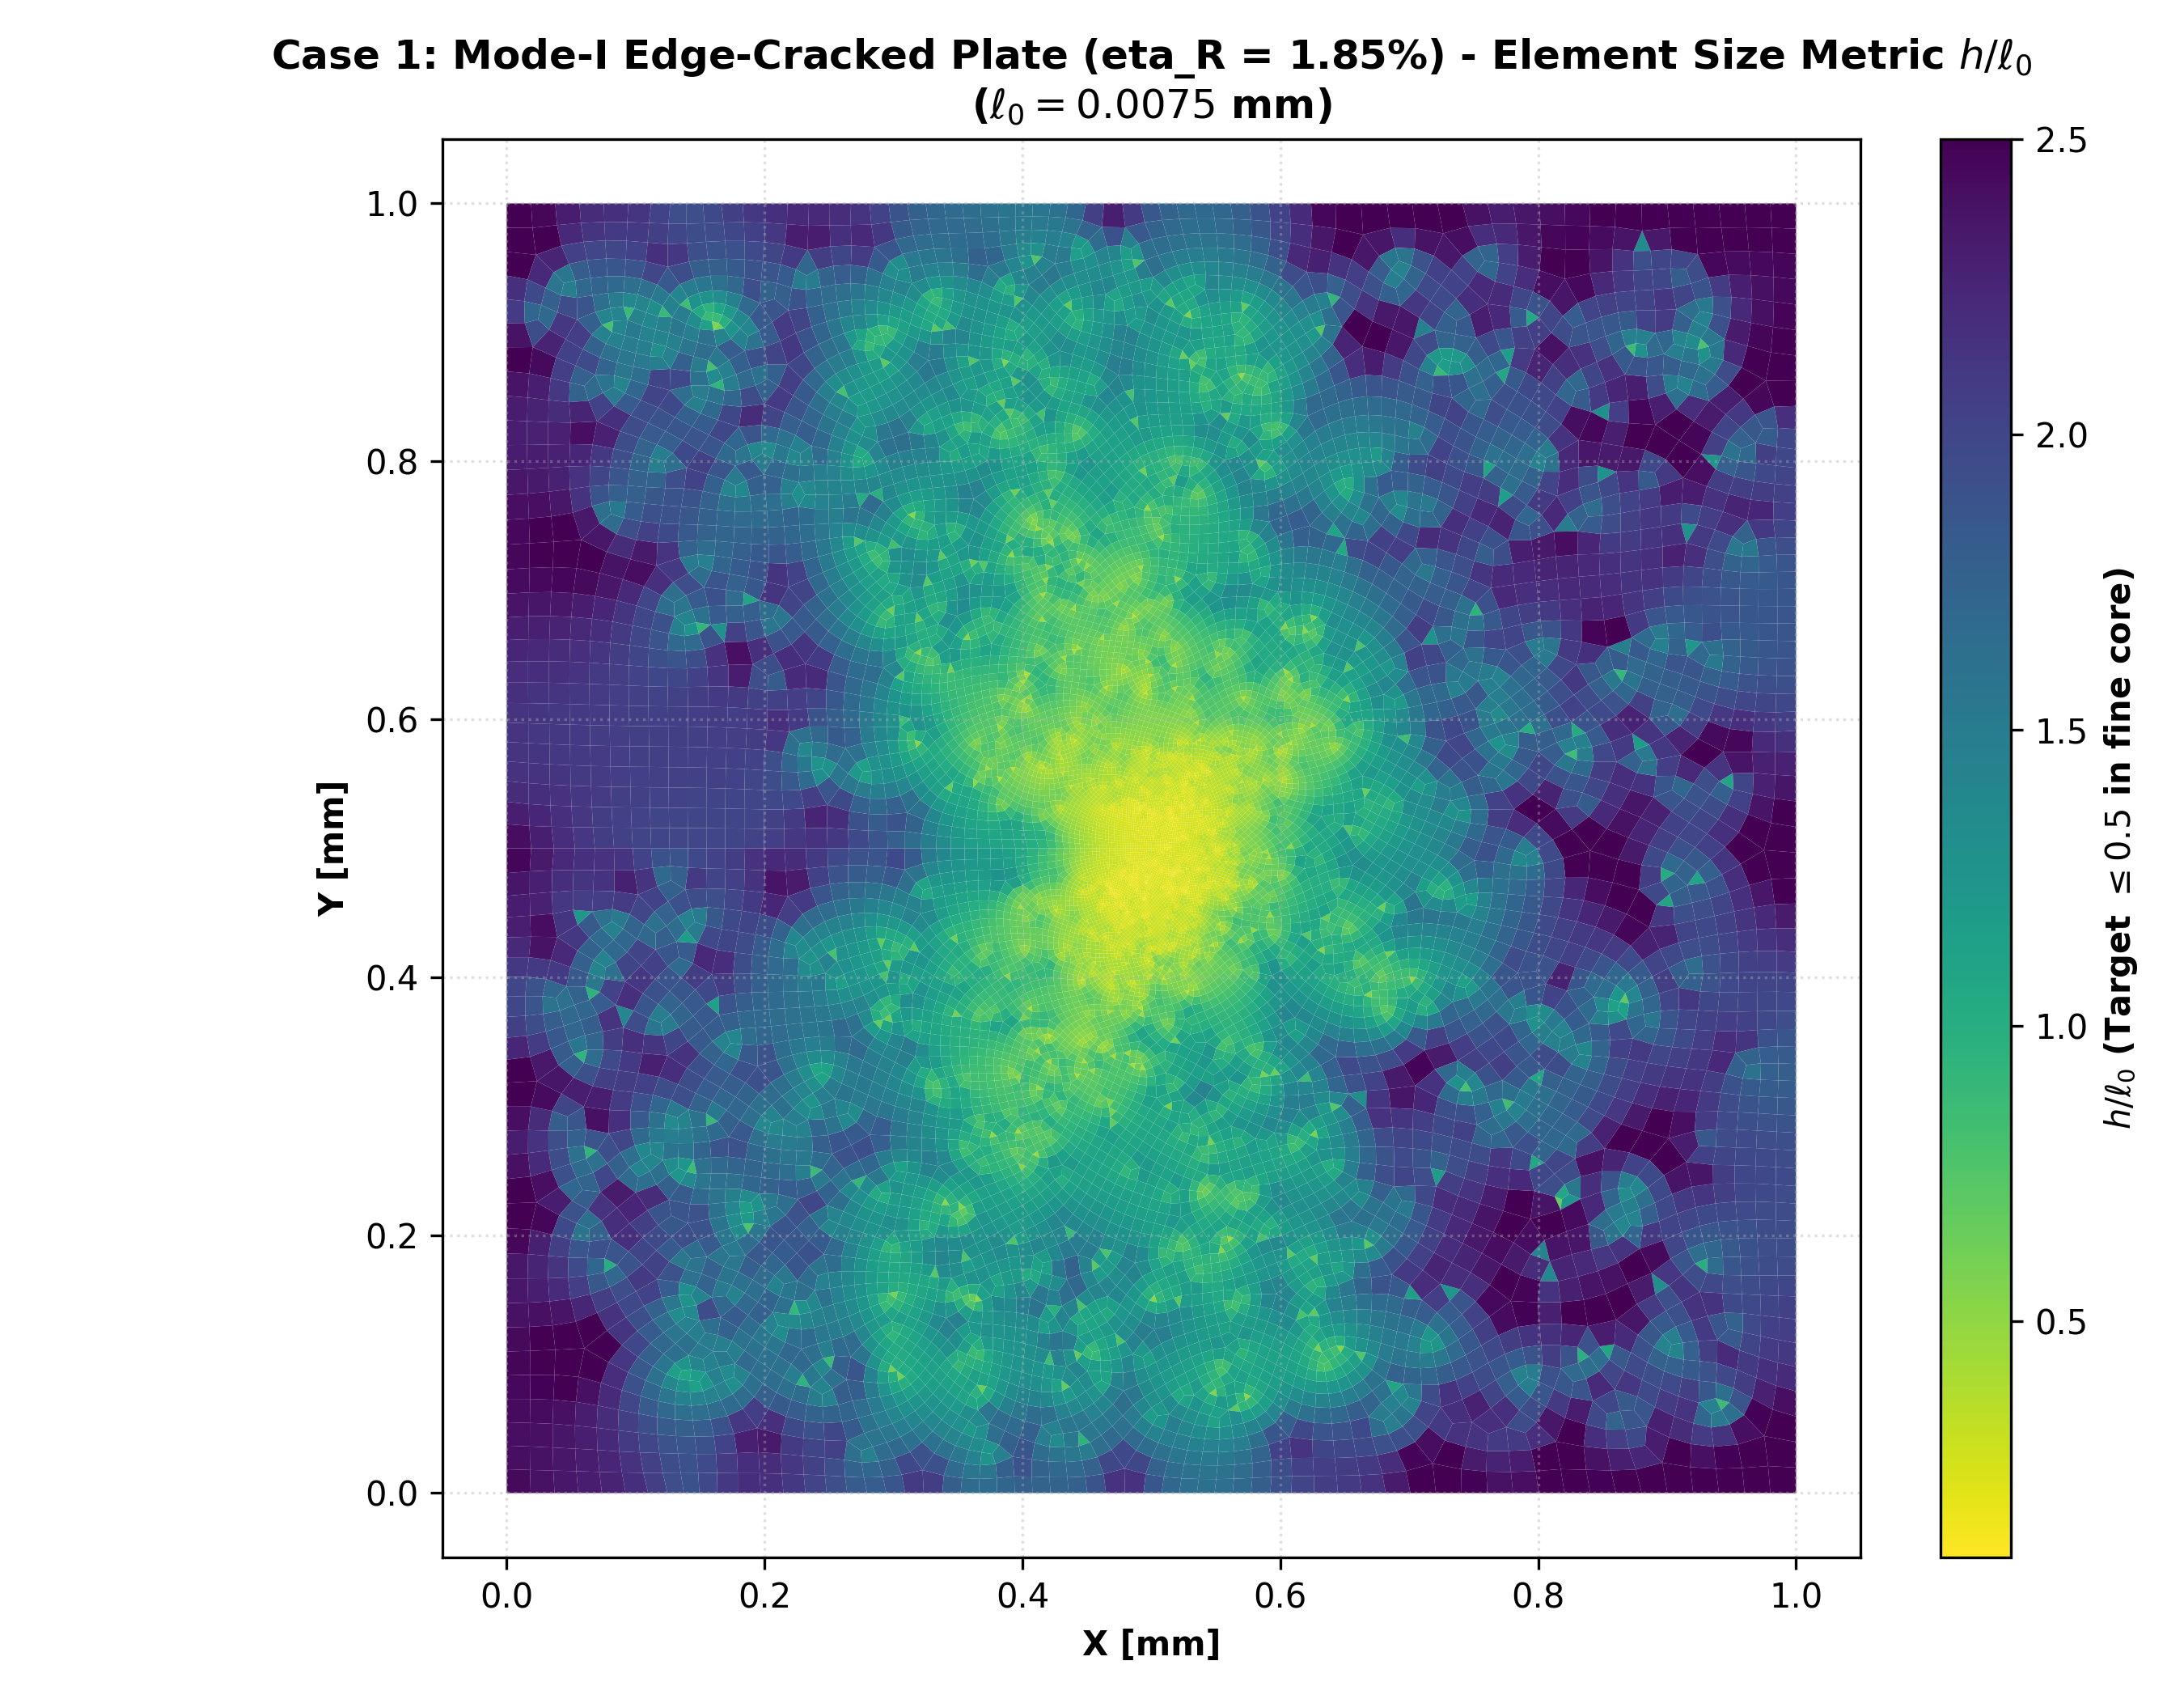 Case 1: Mode-I Edge-Cracked Plate (eta_R = 1.85%) - Element Size Metric h/ℓ₀
(ℓ₀ = 0.0075 mm)
1.0
0.8
0.6
0.4
0.2
0.0
Y [mm]
0.0 0.2 0.4 0.6 0.8 1.0
X [mm]
2.5
2.0
1.5
1.0
0.5
h/ℓ₀ (Target ≤ 0.5 in fine core)